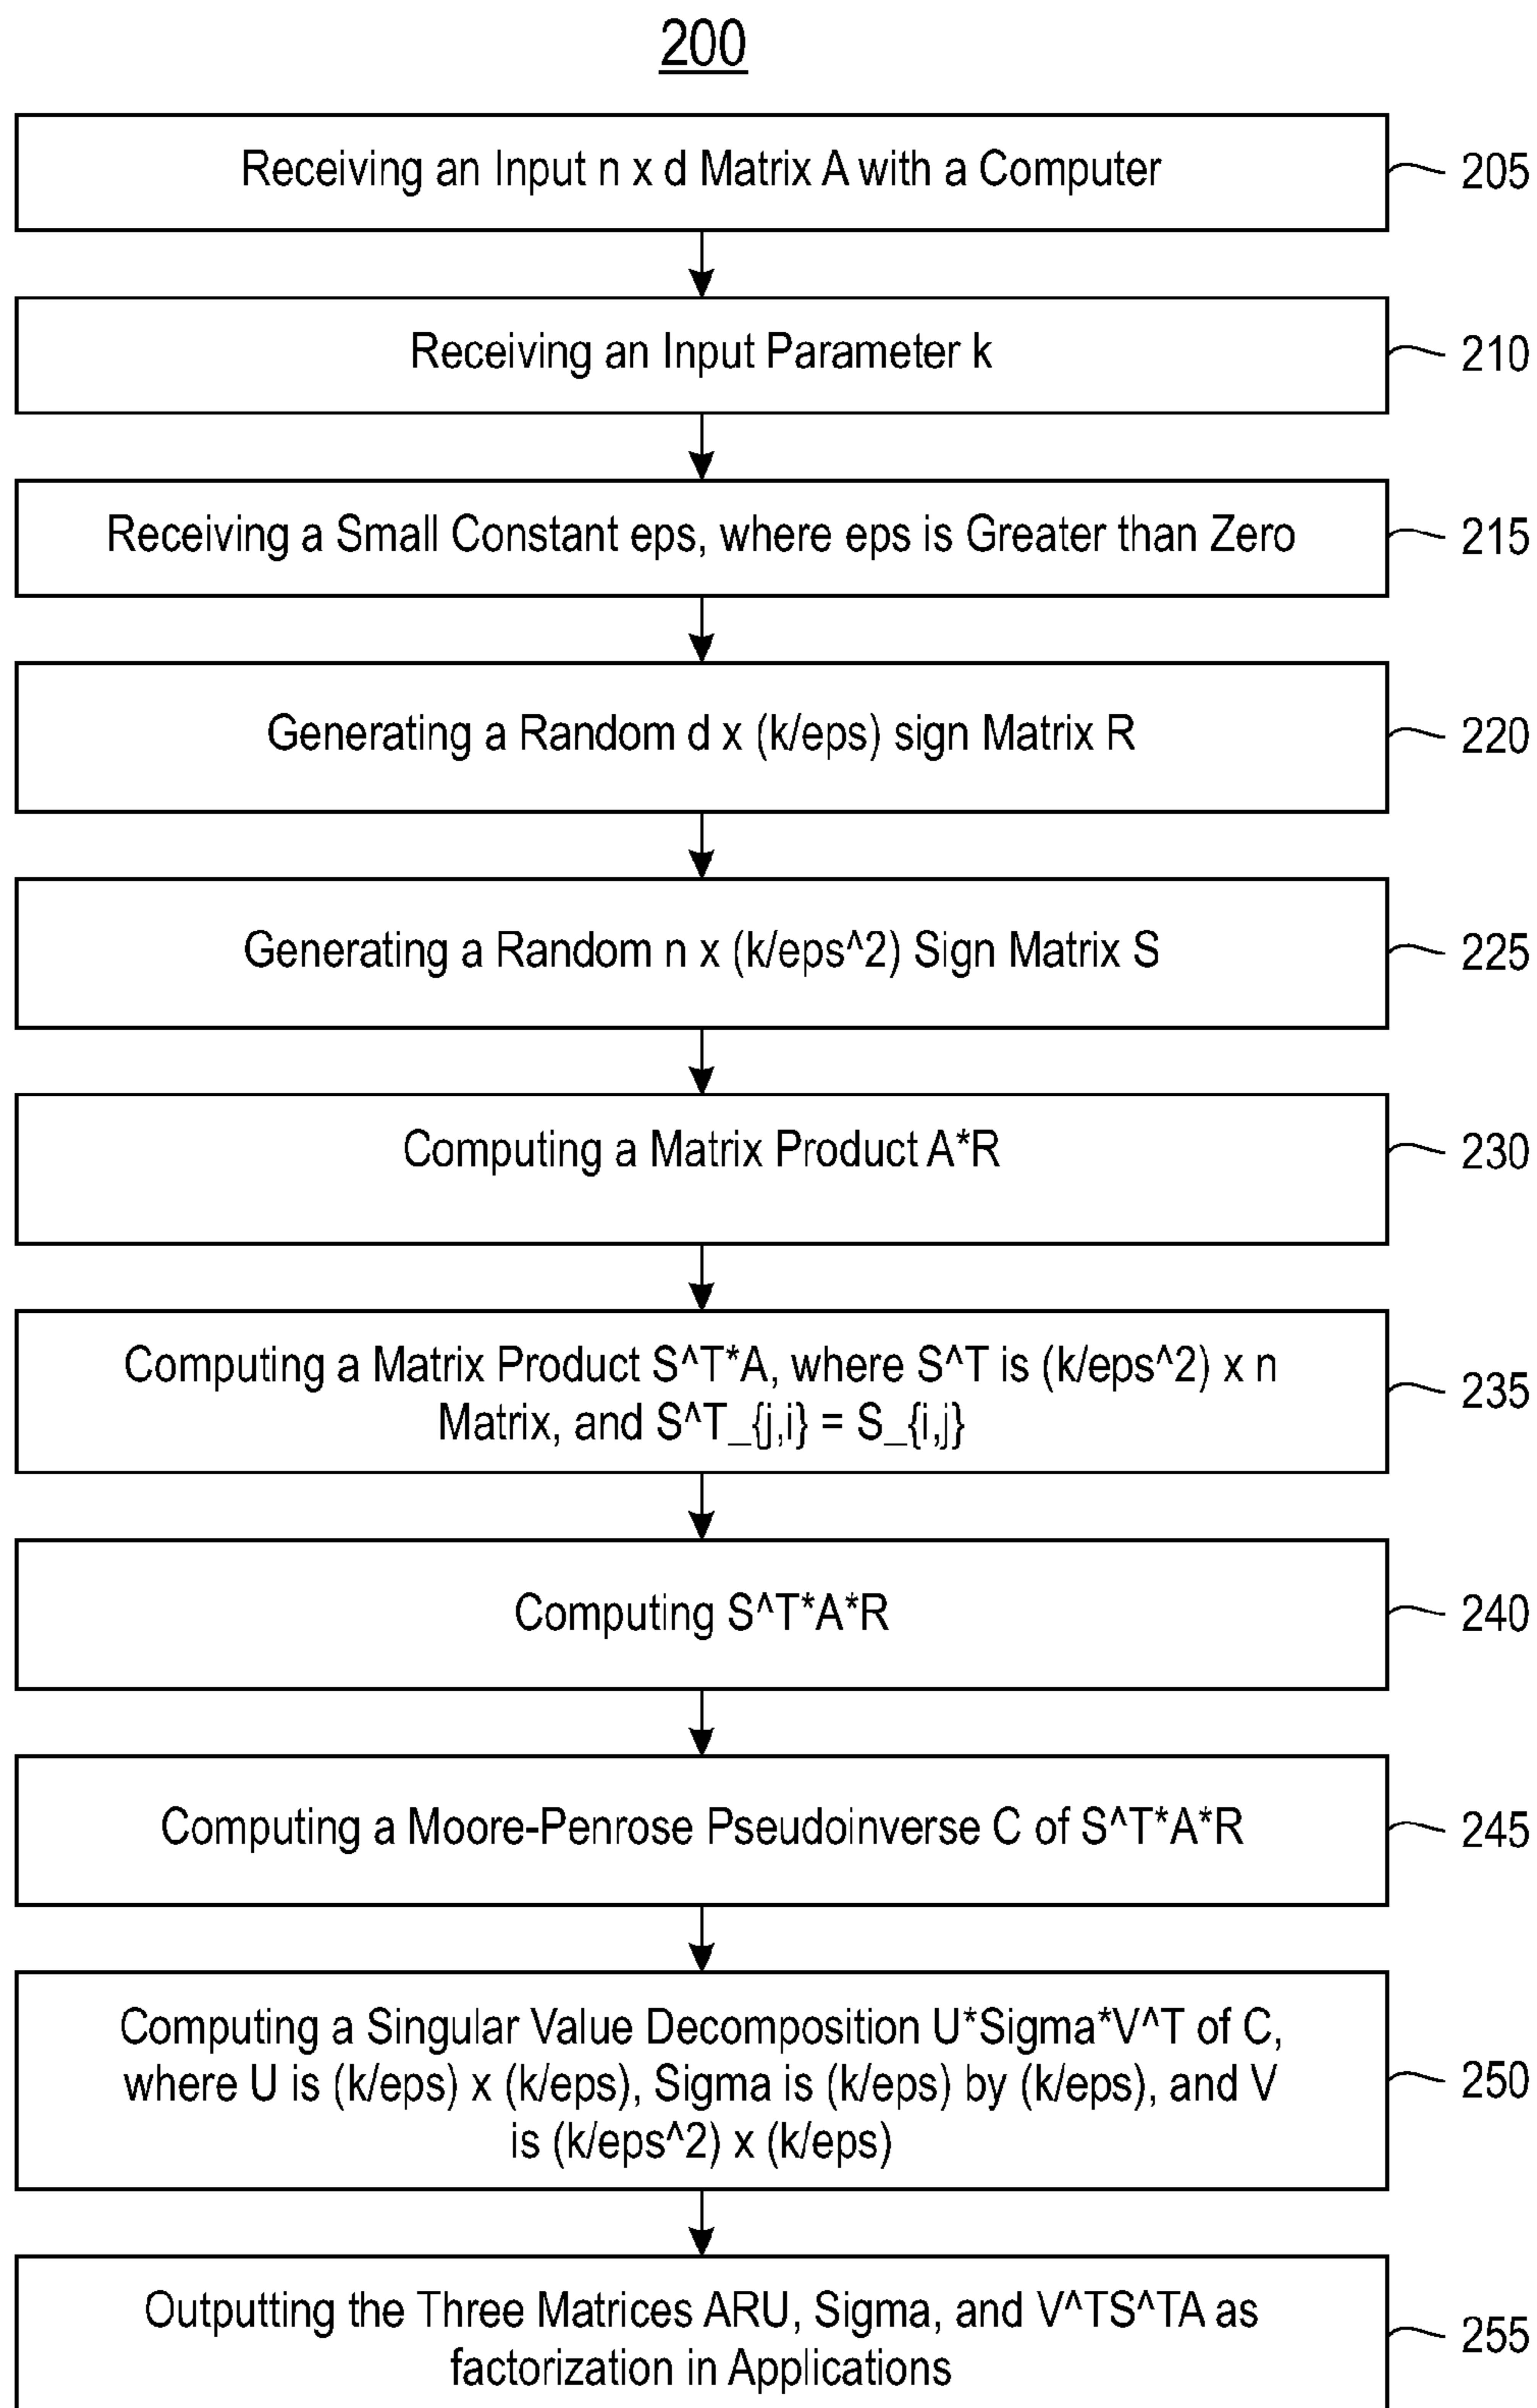 200
Receiving an Input n x d Matrix A with a Computer
205
Receiving an Input Parameter k
210
Receiving a Small Constant eps, where eps is Greater than Zero
215
Generating a Random d x (k/eps) sign Matrix R
220
Generating a Random n x (k/eps^2) Sign Matrix S
225
Computing a Matrix Product A*R
230
Computing a Matrix Product S^T*A, where S^T is (k/eps^2) x n
Matrix, and S^T_{j,i} = S_{i,j}
235
Computing S^T*A*R
240
Computing a Moore-Penrose Pseudoinverse C of S^T*A*R
245
Computing a Singular Value Decomposition U*Sigma*V^T of C,
where U is (k/eps) x (k/eps), Sigma is (k/eps) by (k/eps), and V
is (k/eps^2) x (k/eps)
250
Outputting the Three Matrices ARU, Sigma, and V^TS^TA as
factorization in Applications
255